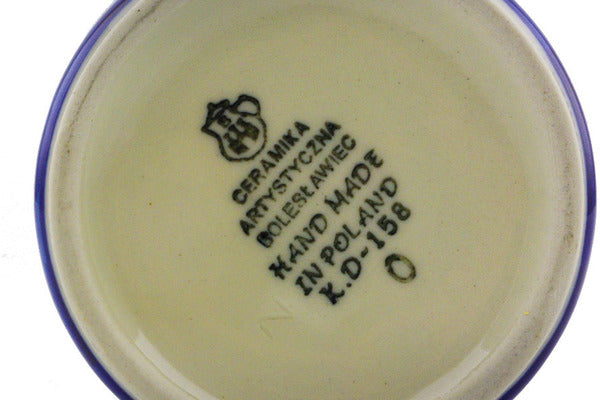 CERAMIKA
ARTYSTYCZNA
BOLESŁAWIEC
HAND MADE
IN POLAND
K.D-158
O